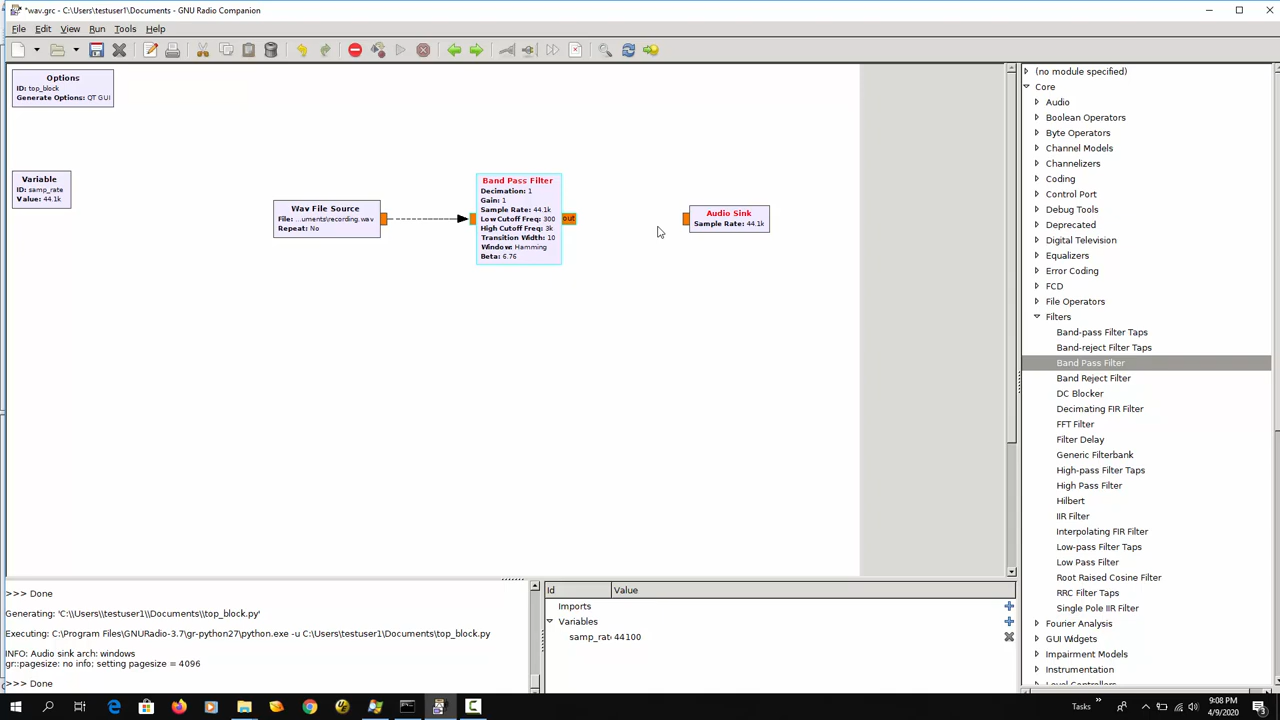 *wav.grc - C:\Users\testuser1\Documents - GNU Radio Companion
File Edit View Run Tools Help
Options
ID: top_block
Generate Options: QT GUI
Variable
ID: samp_rate
Value: 44.1k
Wav File Source
File: ...uments\recording.wav
Repeat: No
Band Pass Filter
Decimation: 1
Gain: 1
Sample Rate: 44.1k
Low Cutoff Freq: 300
High Cutoff Freq: 3k
Transition Width: 10
Window: Hamming
Beta: 6.76
out
Audio Sink
Sample Rate: 44.1k
(no module specified)
Core
Audio
Boolean Operators
Byte Operators
Channel Models
Channelizers
Coding
Control Port
Debug Tools
Deprecated
Digital Television
Equalizers
Error Coding
FCD
File Operators
Filters
Band-pass Filter Taps
Band-reject Filter Taps
Band Pass Filter
Band Reject Filter
DC Blocker
Decimating FIR Filter
FFT Filter
Filter Delay
Generic Filterbank
High-pass Filter Taps
High Pass Filter
Hilbert
IIR Filter
Interpolating FIR Filter
Low-pass Filter Taps
Low Pass Filter
Root Raised Cosine Filter
RRC Filter Taps
Single Pole IIR Filter
Fourier Analysis
GUI Widgets
Impairment Models
Instrumentation
Level Controllers
>>> Done
Generating: 'C:\\Users\\testuser1\\Documents\\top_block.py'
Executing: C:\Program Files\GNURadio-3.7\gr-python27\python.exe -u C:\Users\testuser1\Documents\top_block.py
INFO: Audio sink arch: windows
gr::pagesize: no info: setting pagesize = 4096
>>> Done
Id Value
Imports
Variables
samp_rat 44100
Tasks
9:08 PM
4/9/2020
3